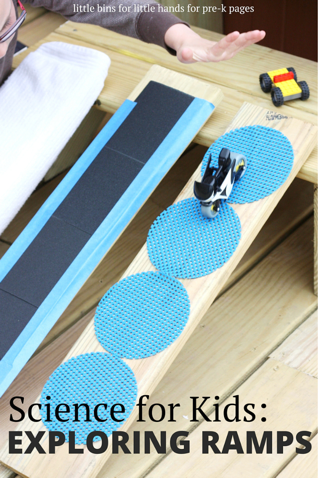 little bins for little hands for pre-k pages
Science for Kids:
EXPLORING RAMPS